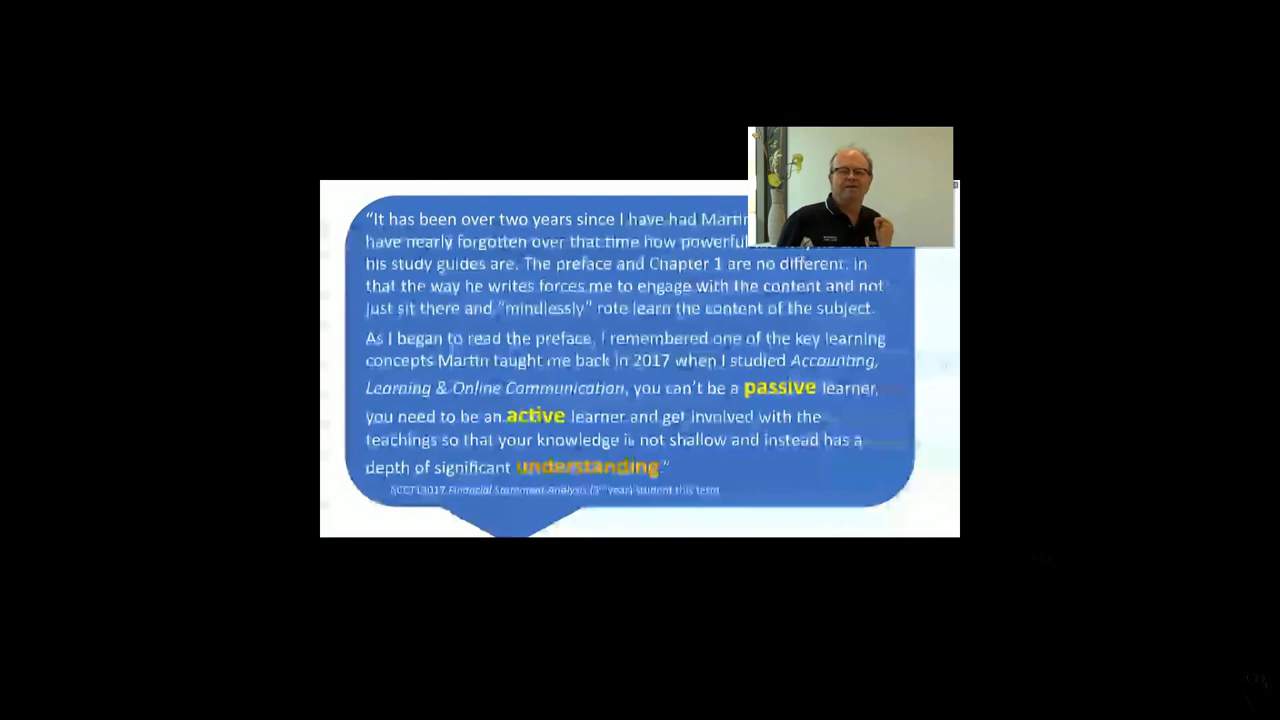 “It has been over two years since I have had Martin
have nearly forgotten over that time how powerful
his study guides are. The preface and Chapter 1 are no different. In
that the way he writes forces me to engage with the content and not
just sit there and “mindlessly” rote learn the content of the subject.
As I began to read the preface, I remembered one of the key learning
concepts Martin taught me back in 2017 when I studied Accounting,
Learning & Online Communication, you can’t be a passive learner,
you need to be an active learner and get involved with the
teachings so that your knowledge is not shallow and instead has a
depth of significant understanding.”
Financial Statement Analysis (3rd year) student this term